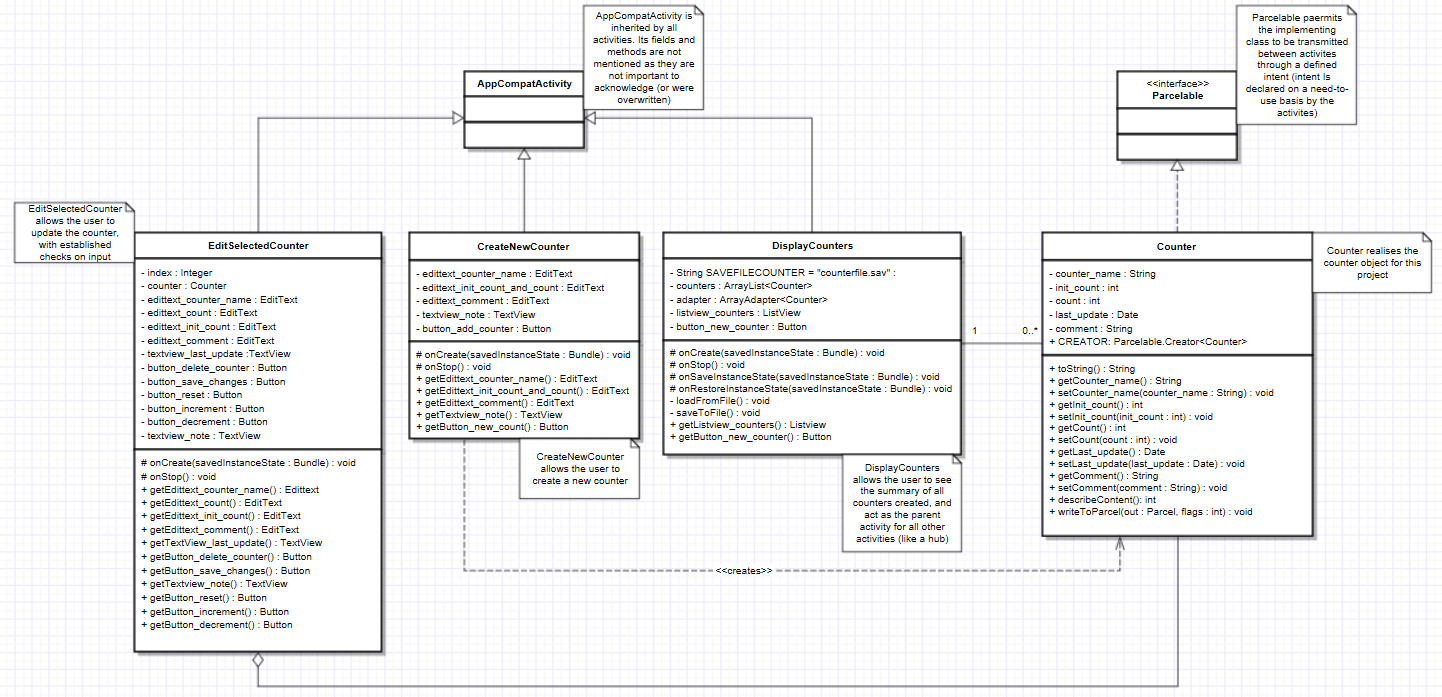 AppCompatActivity is
inherited by all
activities. Its fields and
methods are not
mentioned as they are
not important to
acknowledge (or were
overwritten)
AppCompatActivity
Parcelable paermits
the implementing
class to be transmitted
between activites
through a defined
intent (intent is
declared on a need-to-
use basis by the
activites)
<<interface>>
Parcelable
EditSelectedCounter
allows the user to
update the counter,
with established
checks on input
EditSelectedCounter
- index : Integer
- counter : Counter
- edittext_counter_name : EditText
- edittext_count : EditText
- edittext_init_count : EditText
- edittext_comment : EditText
- textview_last_update :TextView
- button_delete_counter : Button
- button_save_changes : Button
- button_reset : Button
- button_increment : Button
- button_decrement : Button
- textview_note : TextView
# onCreate(savedInstanceState : Bundle) : void
# onStop() : void
+ getEdittext_counter_name() : Edittext
+ getEdittext_count() : EditText
+ getEdittext_init_count() : EditText
+ getEdittext_comment() : EditText
+ getTextView_last_update() : TextView
+ getButton_delete_counter() : Button
+ getButton_save_changes() : Button
+ getTextview_note() : TextView
+ getButton_reset() : Button
+ getButton_increment() : Button
+ getButton_decrement() : Button
CreateNewCounter
- edittext_counter_name : EditText
- edittext_init_count_and_count : EditText
- edittext_comment : EditText
- textview_note : TextView
- button_add_counter : Button
# onCreate(savedInstanceState : Bundle) : void
# onStop() : void
+ getEdittext_counter_name() : EditText
+ getEdittext_init_count_and_count() : EditText
+ getEdittext_comment() : EditText
+ getTextview_note() : TextView
+ getButton_new_count() : Button
CreateNewCounter
allows the user to
create a new counter
DisplayCounters
- String SAVEFILECOUNTER = "counterfile.sav" :
- counters : ArrayList<Counter>
- adapter : ArrayAdapter<Counter>
- listview_counters : ListView
- button_new_counter : Button
# onCreate(savedInstanceState : Bundle) : void
# onStop() : void
# onSaveInstanceState(savedInstanceState : Bundle) : void
# onRestoreInstanceState(savedInstanceState : Bundle) : void
- loadFromFile() : void
- saveToFile() : void
+ getListview_counters() : Listview
+ getButton_new_counter() : Button
DisplayCounters
allows the user to see
the summary of all
counters created, and
act as the parent
activity for all other
activities (like a hub)
1
0..*
Counter
- counter_name : String
- init_count : int
- count : int
- last_update : Date
- comment : String
+ CREATOR: Parcelable.Creator<Counter>
+ toString() : String
+ getCounter_name() : String
+ setCounter_name(counter_name : String) : void
+ getInit_count() : int
+ setInit_count(init_count : int) : void
+ getCount() : int
+ setCount(count : int) : void
+ getLast_update() : Date
+ setLast_update(last_update : Date) : void
+ getComment() : String
+ setComment(comment : String) : void
+ describeContent(): int
+ writeToParcel(out : Parcel, flags : int) : void
Counter realises the
counter object for this
project
<<creates>>